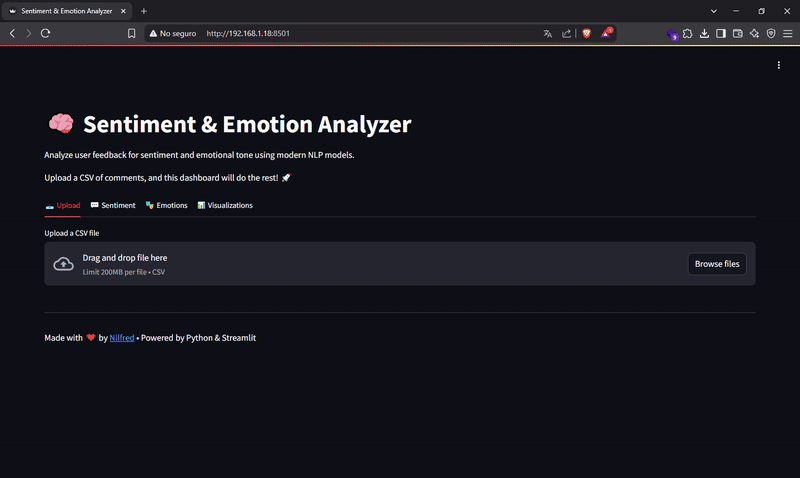 Sentiment & Emotion Analyzer
No seguro http://192.168.1.18:8501
9
1
Sentiment & Emotion Analyzer
Analyze user feedback for sentiment and emotional tone using modern NLP models.
Upload a CSV of comments, and this dashboard will do the rest! 🚀
Upload Sentiment Emotions Visualizations
Upload a CSV file
Drag and drop file here
Limit 200MB per file • CSV
Browse files
Made with ❤️ by Nilfred • Powered by Python & Streamlit